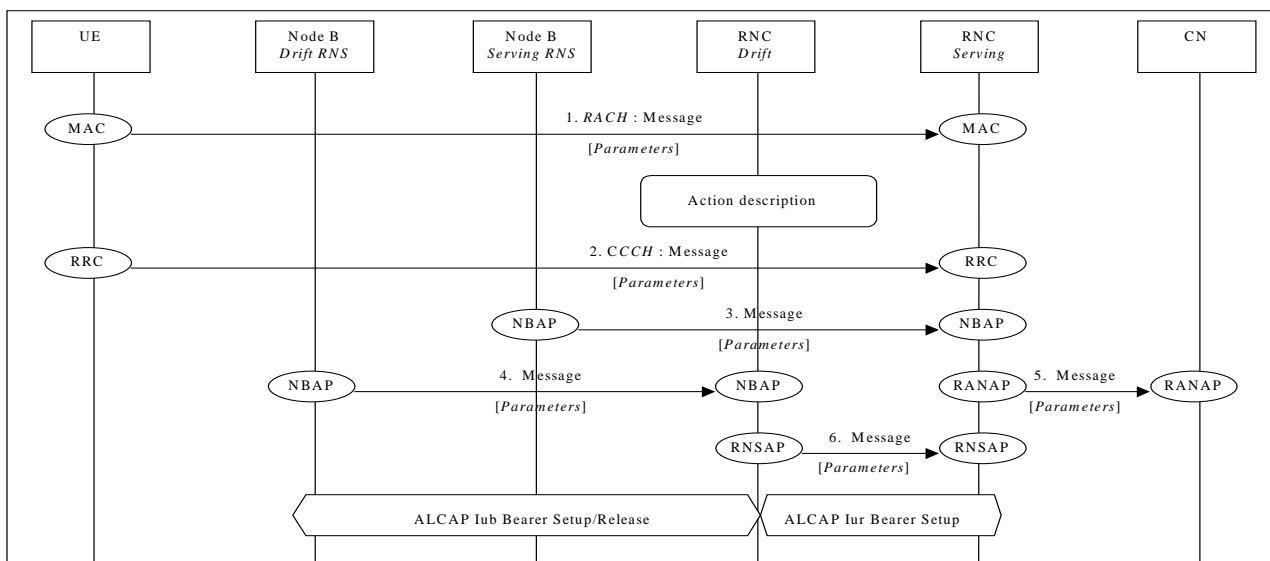 UE
Node B
Drift RNS
Node B
Serving RNS
RNC
Drift
RNC
Serving
CN
MAC
1. RACH : Message
[Parameters]
MAC
Action description
RRC
2. CCCH : Message
[Parameters]
RRC
NBAP
3. Message
[Parameters]
NBAP
NBAP
4. Message
[Parameters]
NBAP
RANAP
5. Message
[Parameters]
RANAP
RNSAP
6. Message
[Parameters]
RNSAP
ALCAP Iub Bearer Setup/Release
ALCAP Iur Bearer Setup